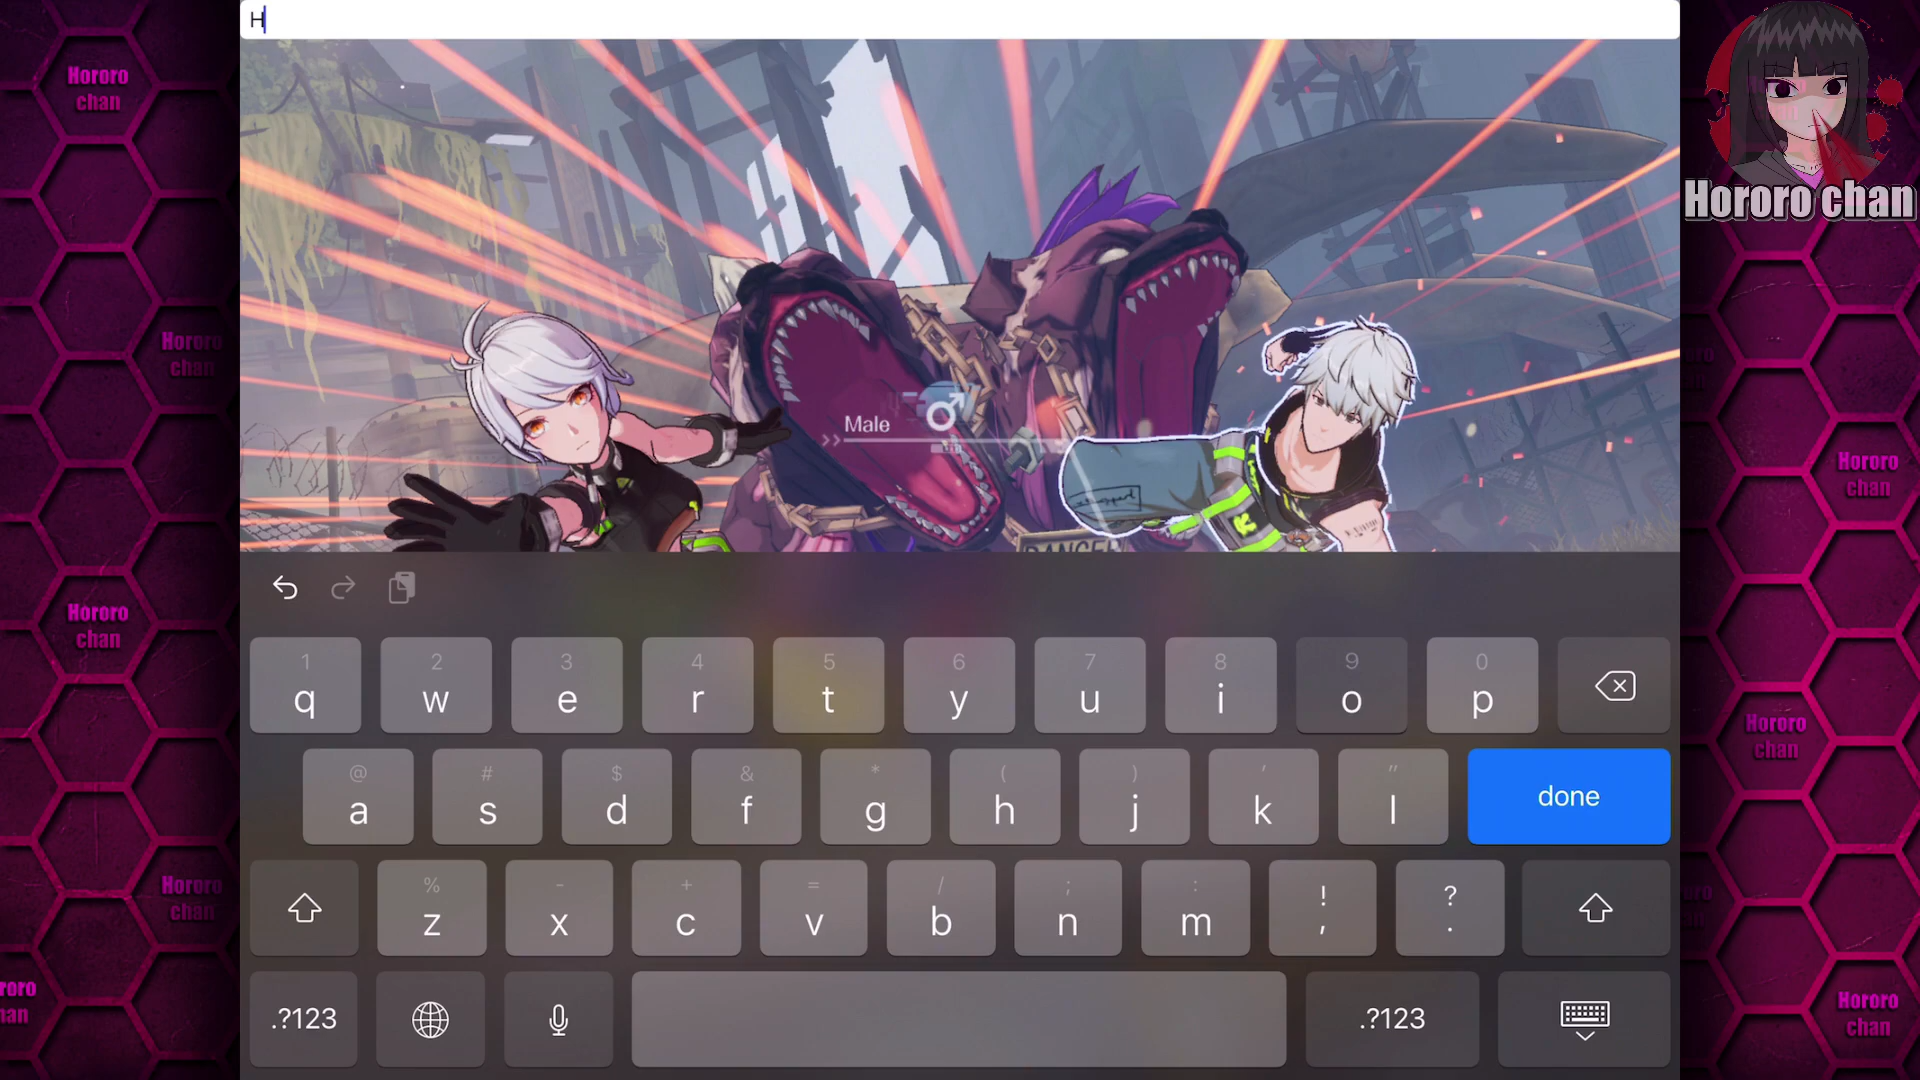 H
Hororo
chan
Hororo
chan
Hororo
chan
Hororo
chan
Hororo chan
Hororo
chan
Hororo
chan
Hororo
chan
Male
DANGER
1 2 3 4 5 6 7 8 9 0
q w e r t y u i o p
@ # $ & * ( ) ' "
a s d f g h j k l done
% - + = / ; : ! ?
z x c v b n m , .
.?123 .?123